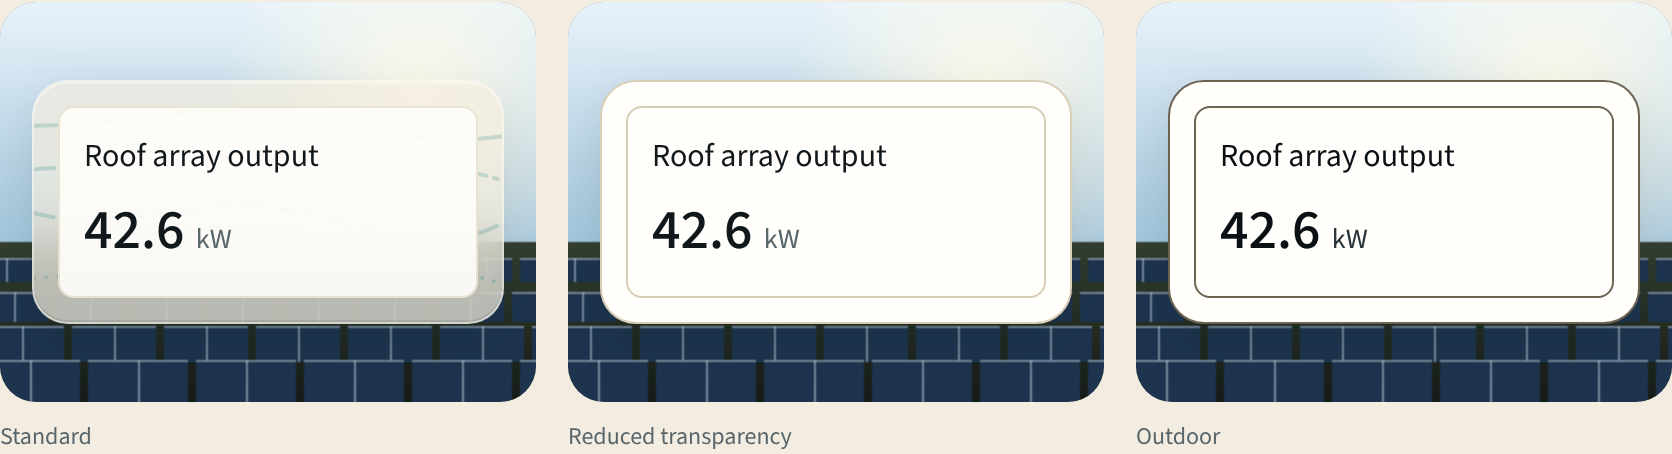 Roof array output
42.6 kW
Standard
Roof array output
42.6 kW
Reduced transparency
Roof array output
42.6 kW
Outdoor